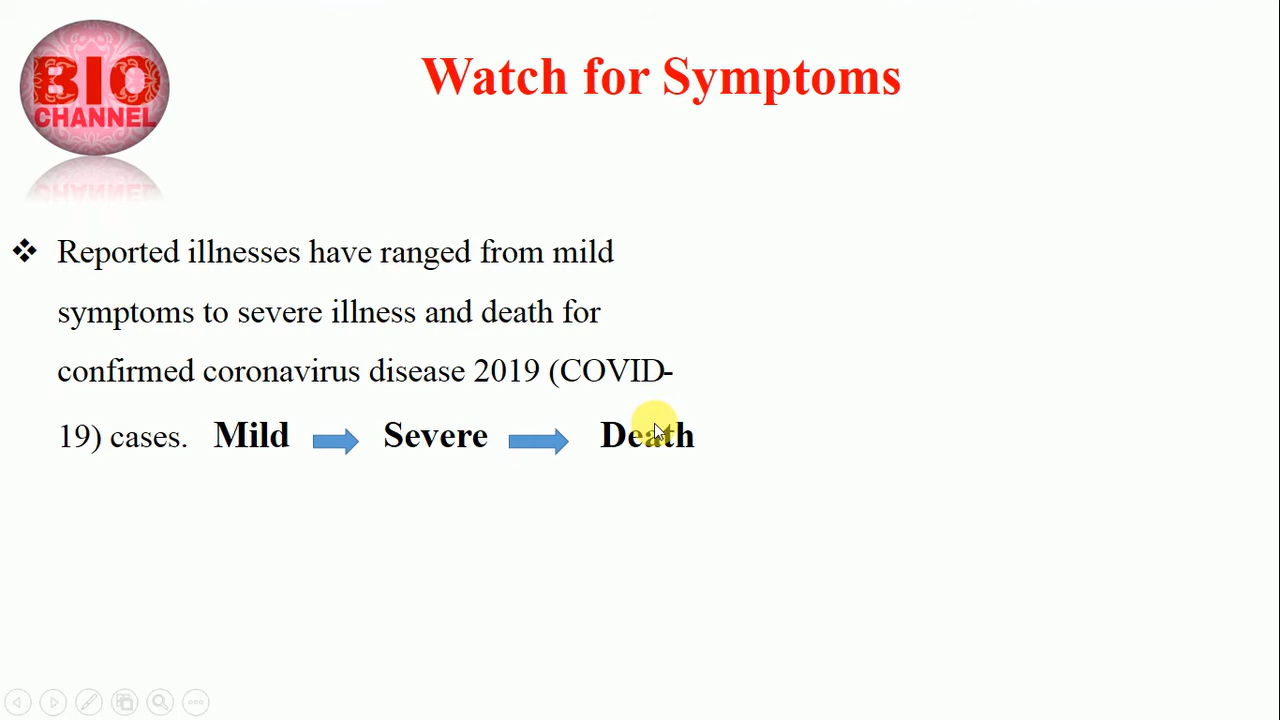 BIO
CHANNEL
Watch for Symptoms
❖ Reported illnesses have ranged from mild
symptoms to severe illness and death for
confirmed coronavirus disease 2019 (COVID-
19) cases. Mild Severe Death